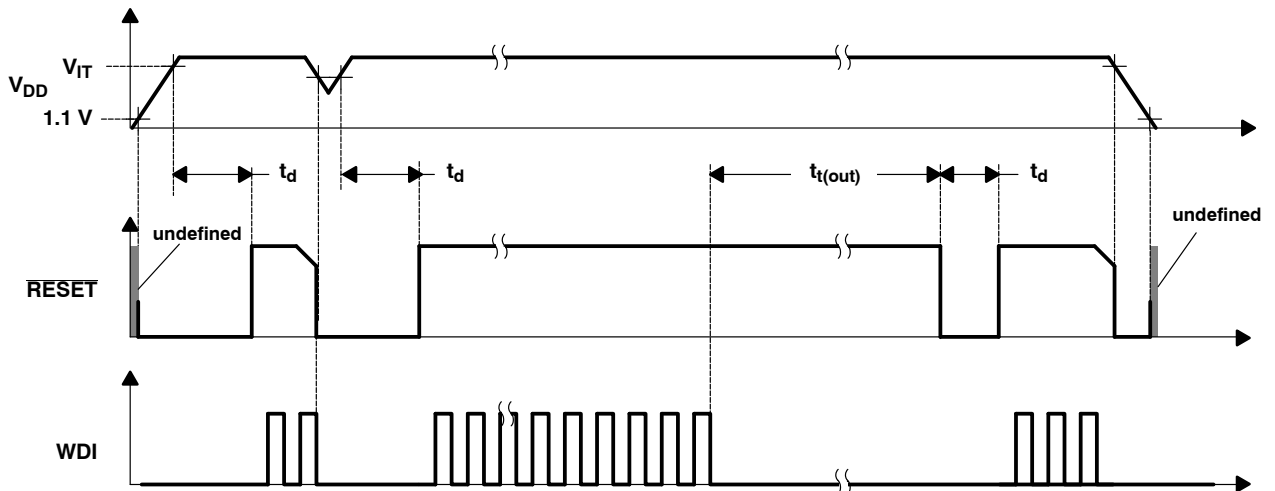 V_IT
V_DD
1.1 V
t_d
t_d
t_t(out)
t_d
undefined
undefined
RESET
WDI